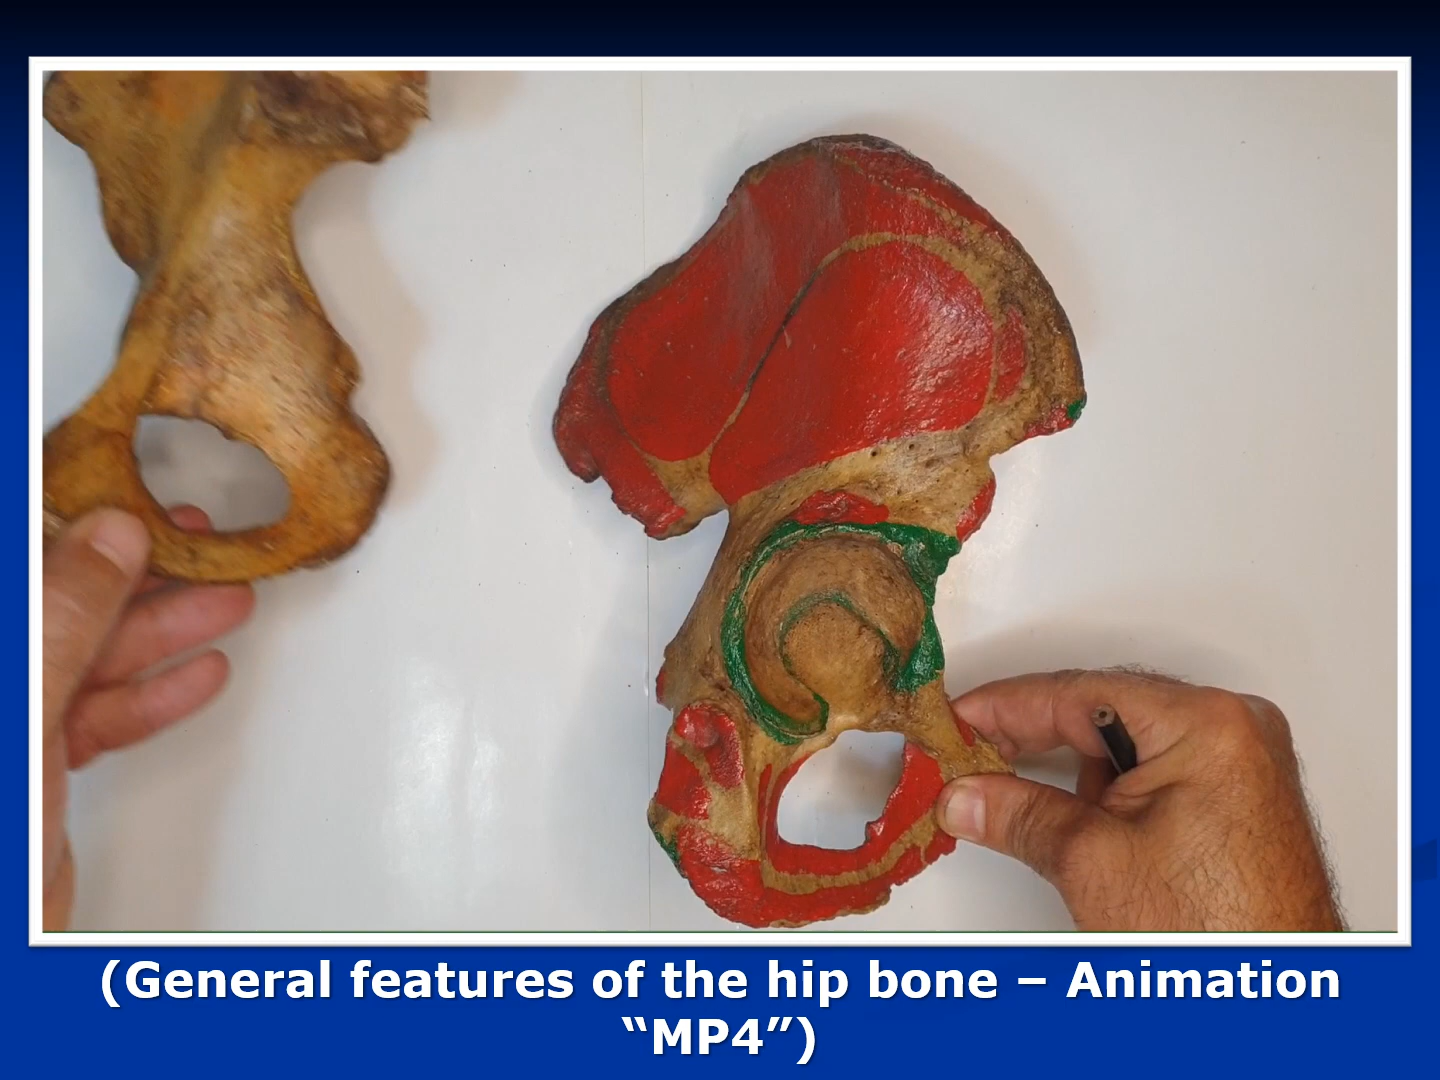 (General features of the hip bone – Animation
“MP4”)